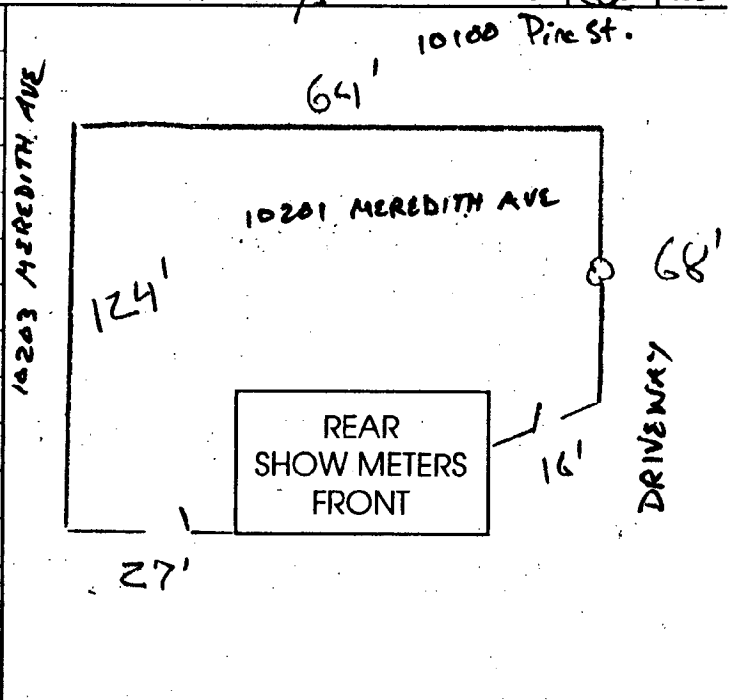 10100 Pine St.
64'
10203 MEREDITH AVE
10201 MEREDITH AVE
124'
68'
REAR
SHOW METERS
FRONT
16'
DRIVEWAY
27'